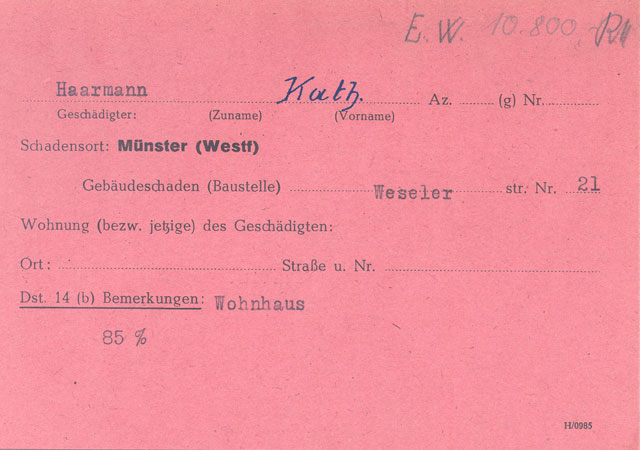 E.W. 10.800,- RM
Haarmann Kath. Az. (g) Nr.
Geschädigter: (Zuname) (Vorname)
Schadensort: Münster (Westf)
Gebäudeschaden (Baustelle) Weseler str. Nr. 21
Wohnung (bezw. jetzige) des Geschädigten:
Ort: Straße u. Nr.
Dst. 14 (b) Bemerkungen: Wohnhaus
85 %
H/0985